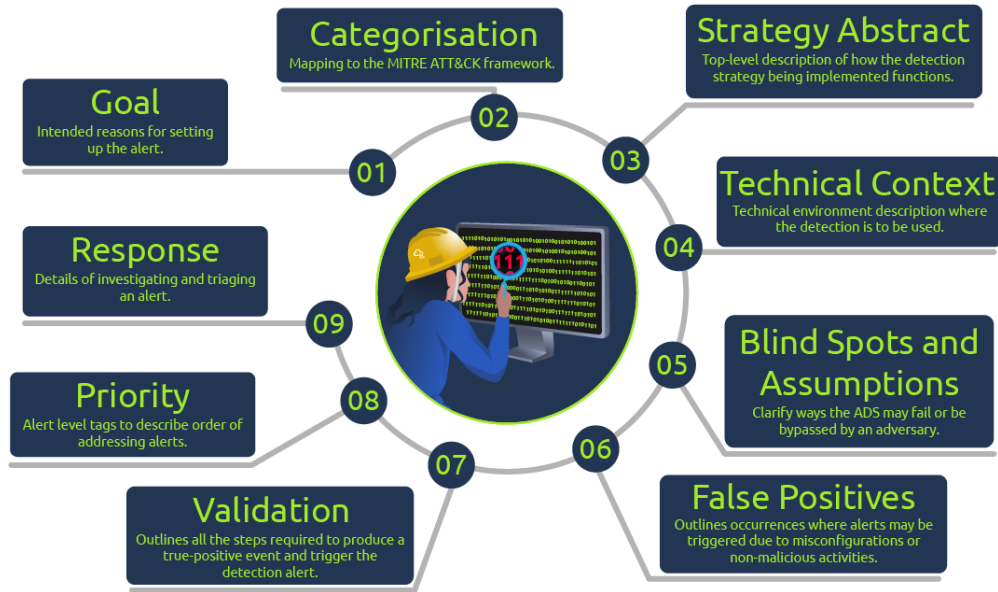 01
Goal
Intended reasons for setting
up the alert.
02
Categorisation
Mapping to the MITRE ATT&CK framework.
03
Strategy Abstract
Top-level description of how the detection
strategy being implemented functions.
04
Technical Context
Technical environment description where
the detection is to be used.
05
Blind Spots and
Assumptions
Clarify ways the ADS may fail or be
bypassed by an adversary.
06
False Positives
Outlines occurrences where alerts may be
triggered due to misconfigurations or
non-malicious activities.
07
Validation
Outlines all the steps required to produce a
true-positive event and trigger the
detection alert.
08
Priority
Alert level tags to describe order of
addressing alerts.
09
Response
Details of investigating and triaging
an alert.
111